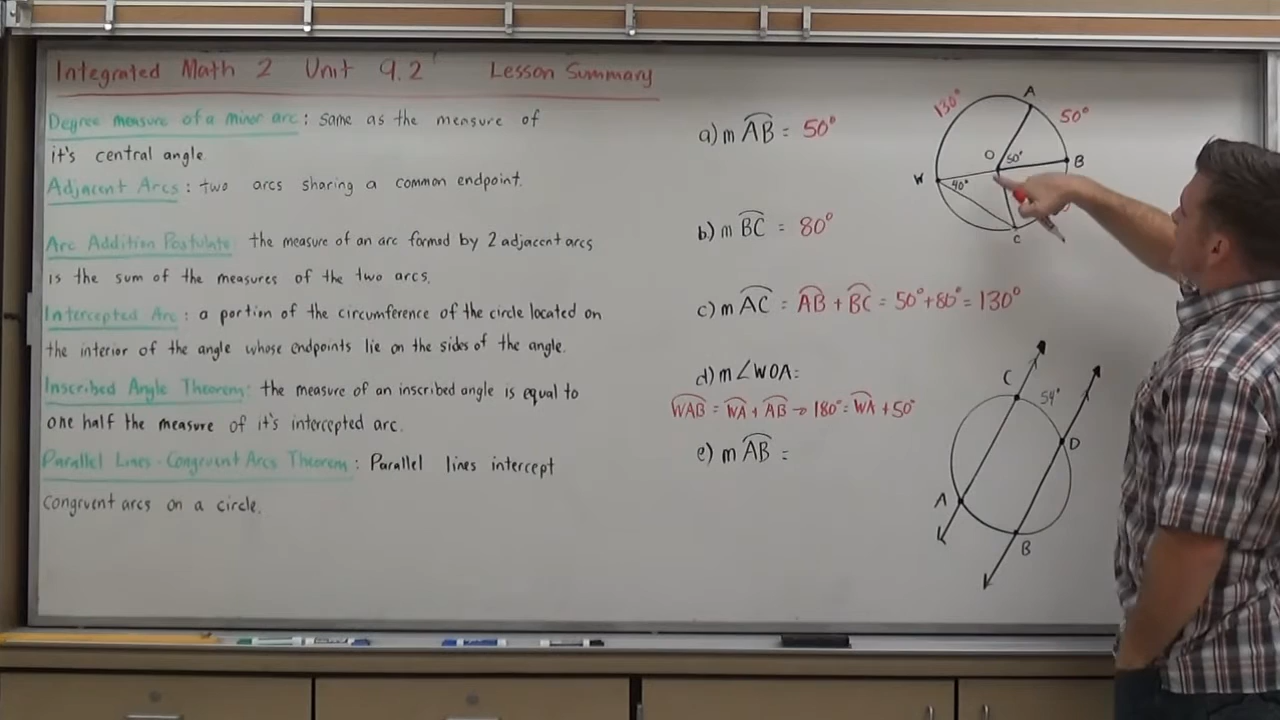 Integrated Math 2 Unit 9.2 Lesson Summary
Degree measure of a minor arc: same as the measure of
it's central angle.
Adjacent Arcs: two arcs sharing a common endpoint.
Arc Addition Postulate: the measure of an arc formed by 2 adjacent arcs
is the sum of the measures of the two arcs.
Intercepted Arc: a portion of the circumference of the circle located on
the interior of the angle whose endpoints lie on the sides of the angle.
Inscribed Angle Theorem: the measure of an inscribed angle is equal to
one half the measure of it's intercepted arc.
Parallel Lines-Congruent Arcs Theorem: Parallel lines intercept
congruent arcs on a circle.
a) m AB = 50°
b) m BC = 80°
c) m AC = AB + BC = 50° + 80° = 130°
d) m∠WOA =
WAB = WA + AB → 180° = WA + 50°
e) m AB =
130°
A
50°
O
50°
B
W
40°
C
C
54°
D
A
B